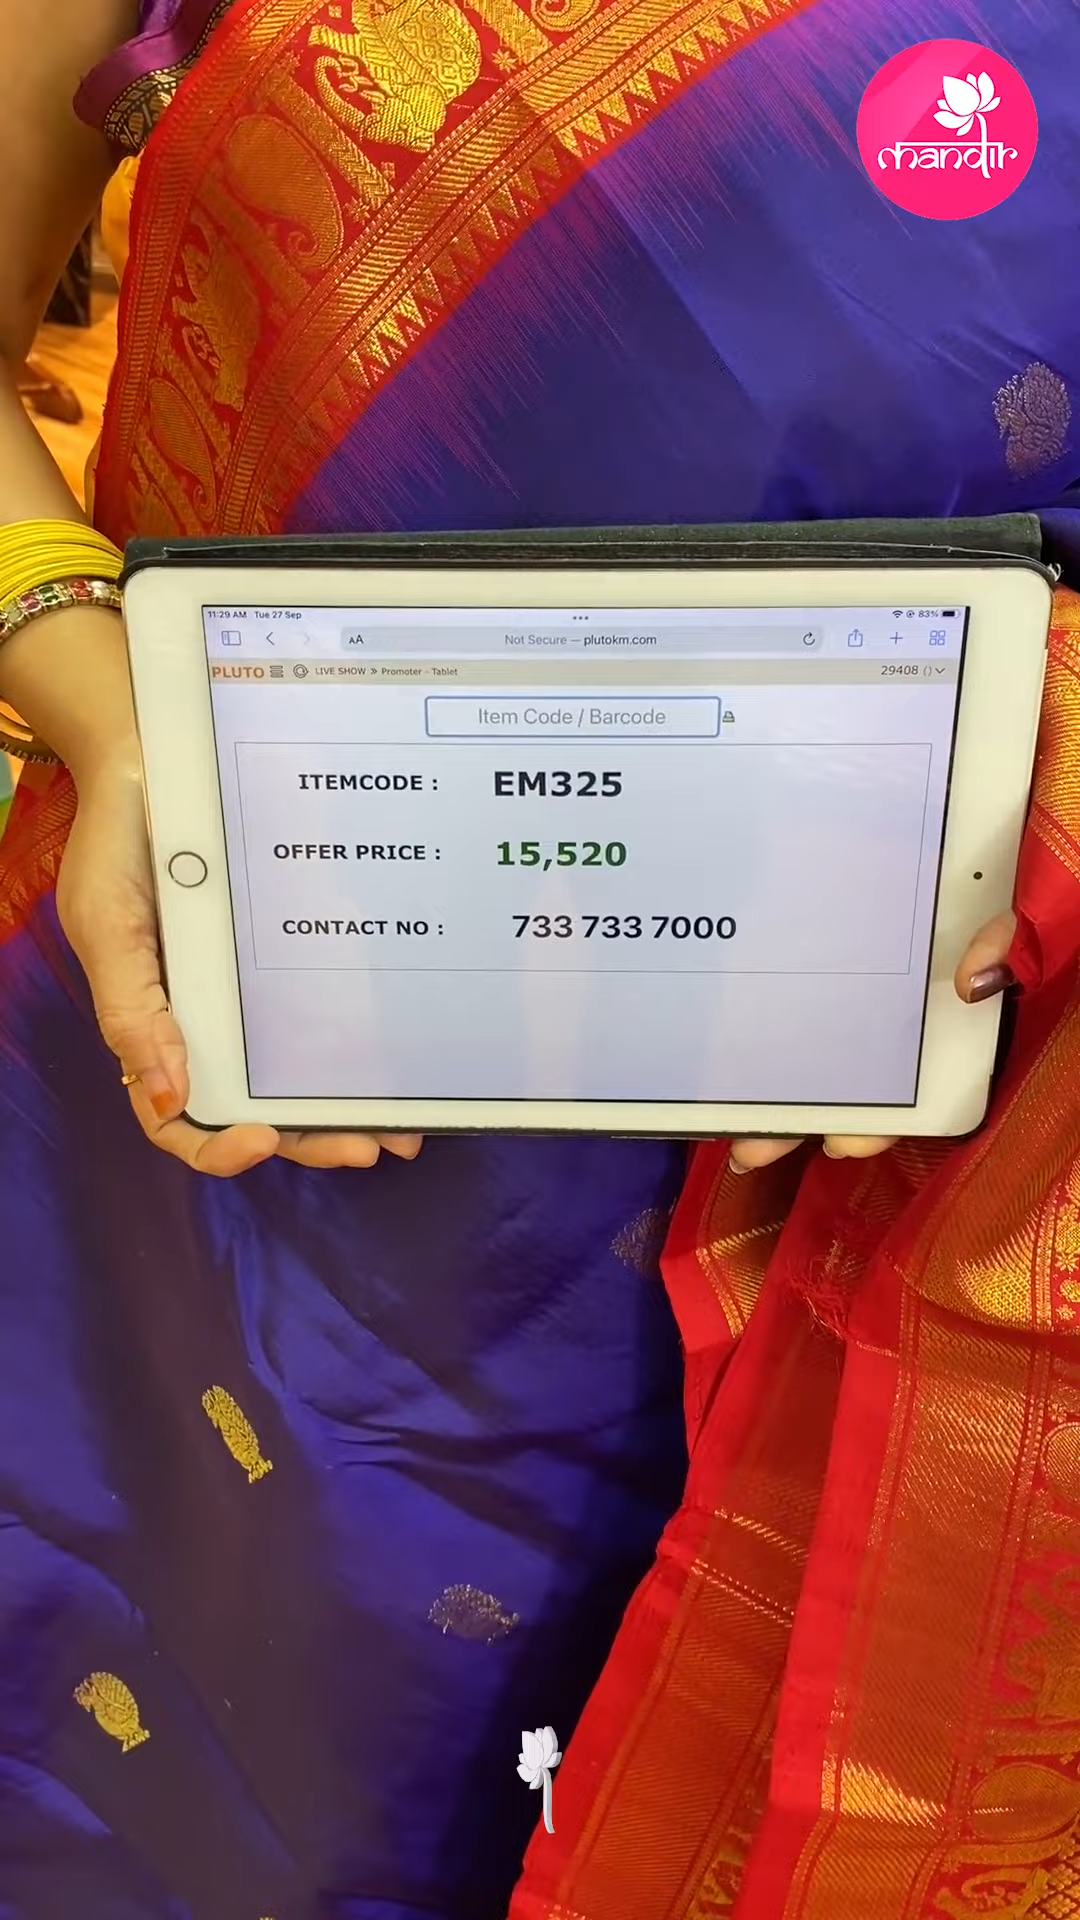 mandir
11:29 AM Tue 27 Sep
83%
AA
Not Secure — plutokm.com
PLUTO
LIVE SHOW » Promoter - Tablet
29408 ()
Item Code / Barcode
ITEMCODE : EM325
OFFER PRICE : 15,520
CONTACT NO : 733 733 7000